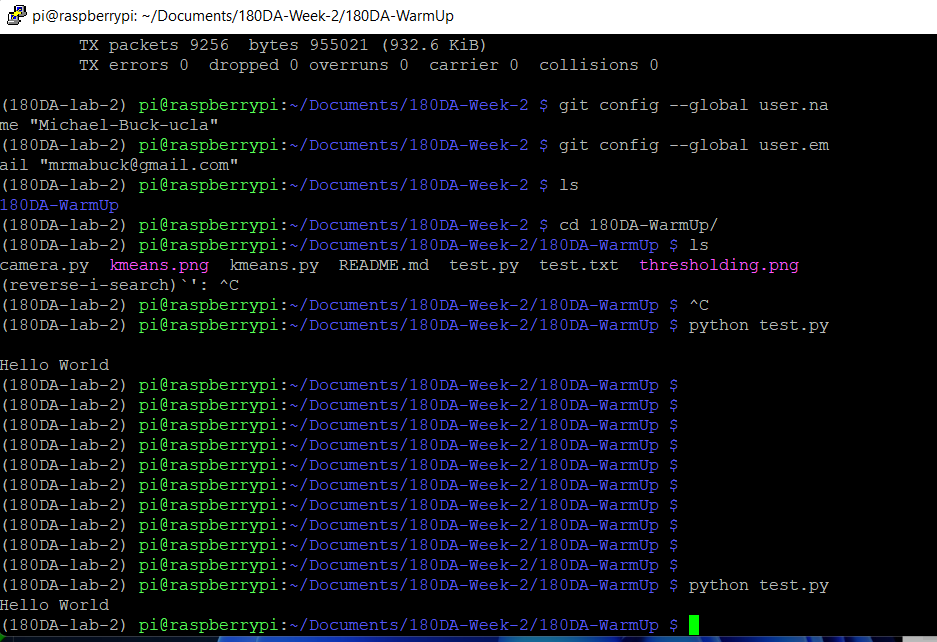 pi@raspberrypi: ~/Documents/180DA-Week-2/180DA-WarmUp
        TX packets 9256  bytes 955021 (932.6 KiB)
        TX errors 0  dropped 0 overruns 0  carrier 0  collisions 0

(180DA-lab-2) pi@raspberrypi:~/Documents/180DA-Week-2 $ git config --global user.na
me "Michael-Buck-ucla"
(180DA-lab-2) pi@raspberrypi:~/Documents/180DA-Week-2 $ git config --global user.em
ail "mrmabuck@gmail.com"
(180DA-lab-2) pi@raspberrypi:~/Documents/180DA-Week-2 $ ls
180DA-WarmUp
(180DA-lab-2) pi@raspberrypi:~/Documents/180DA-Week-2 $ cd 180DA-WarmUp/
(180DA-lab-2) pi@raspberrypi:~/Documents/180DA-Week-2/180DA-WarmUp $ ls
camera.py  kmeans.png  kmeans.py  README.md  test.py  test.txt  thresholding.png
(reverse-i-search)`': ^C
(180DA-lab-2) pi@raspberrypi:~/Documents/180DA-Week-2/180DA-WarmUp $ ^C
(180DA-lab-2) pi@raspberrypi:~/Documents/180DA-Week-2/180DA-WarmUp $ python test.py

Hello World
(180DA-lab-2) pi@raspberrypi:~/Documents/180DA-Week-2/180DA-WarmUp $
(180DA-lab-2) pi@raspberrypi:~/Documents/180DA-Week-2/180DA-WarmUp $
(180DA-lab-2) pi@raspberrypi:~/Documents/180DA-Week-2/180DA-WarmUp $
(180DA-lab-2) pi@raspberrypi:~/Documents/180DA-Week-2/180DA-WarmUp $
(180DA-lab-2) pi@raspberrypi:~/Documents/180DA-Week-2/180DA-WarmUp $
(180DA-lab-2) pi@raspberrypi:~/Documents/180DA-Week-2/180DA-WarmUp $
(180DA-lab-2) pi@raspberrypi:~/Documents/180DA-Week-2/180DA-WarmUp $
(180DA-lab-2) pi@raspberrypi:~/Documents/180DA-Week-2/180DA-WarmUp $
(180DA-lab-2) pi@raspberrypi:~/Documents/180DA-Week-2/180DA-WarmUp $
(180DA-lab-2) pi@raspberrypi:~/Documents/180DA-Week-2/180DA-WarmUp $
(180DA-lab-2) pi@raspberrypi:~/Documents/180DA-Week-2/180DA-WarmUp $ python test.py
Hello World
(180DA-lab-2) pi@raspberrypi:~/Documents/180DA-Week-2/180DA-WarmUp $